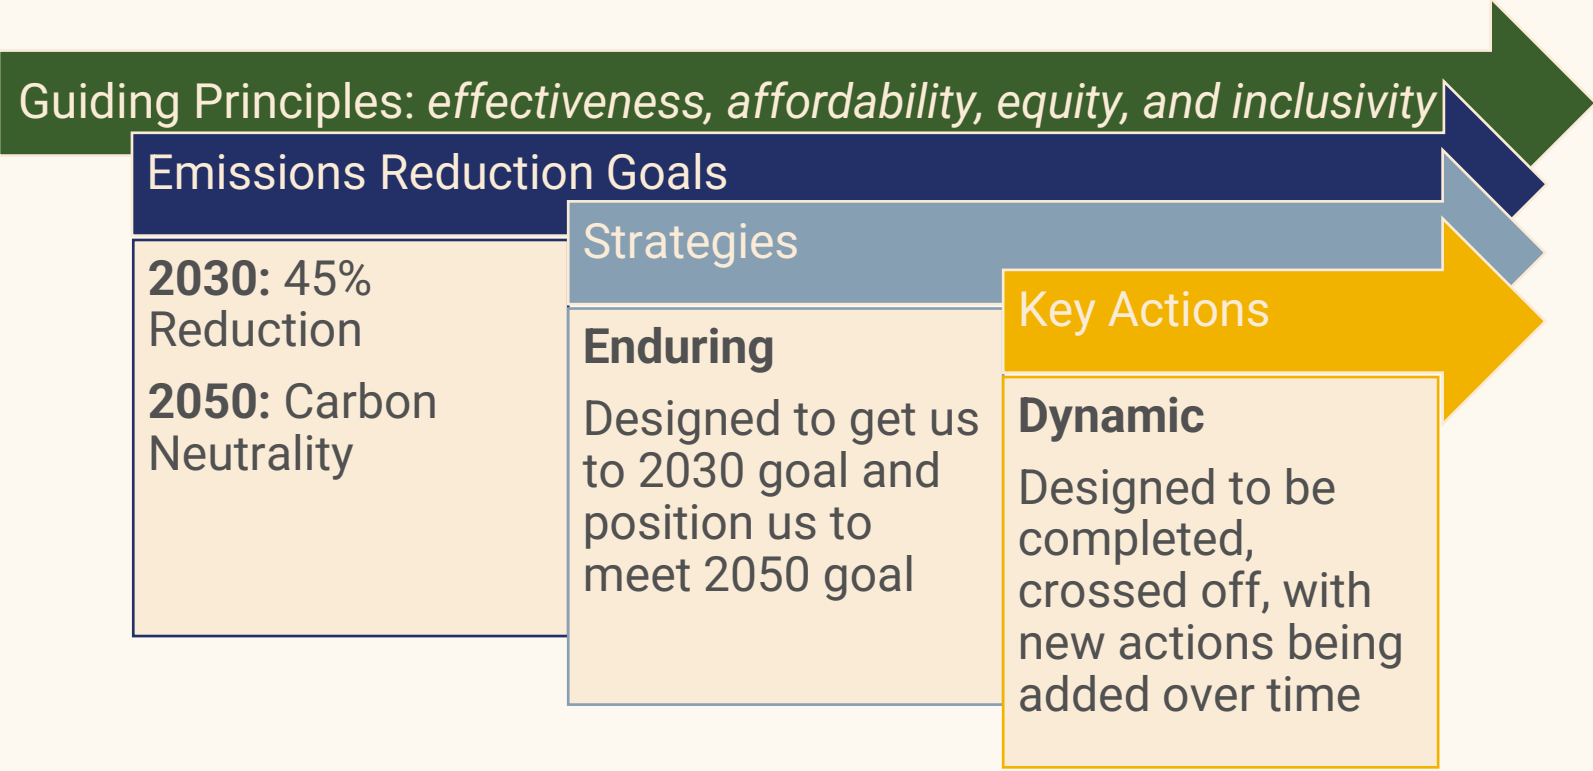 Guiding Principles: effectiveness, affordability, equity, and inclusivity
Emissions Reduction Goals
2030: 45%
Reduction
2050: Carbon
Neutrality
Strategies
Enduring
Designed to get us
to 2030 goal and
position us to
meet 2050 goal
Key Actions
Dynamic
Designed to be
completed,
crossed off, with
new actions being
added over time